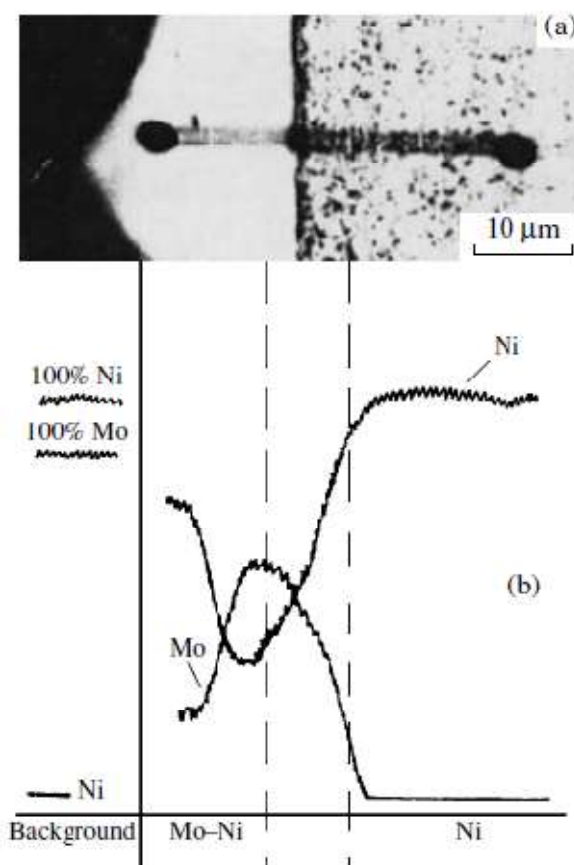 (a)
10 μm
100% Ni
100% Mo
Ni
(b)
Mo
Ni
Background
Mo–Ni
Ni